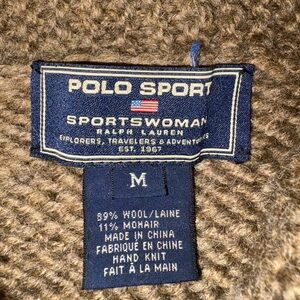 POLO SPORT
SPORTSWOMAN
RALPH LAUREN
EXPLORERS, TRAVELERS & ADVENTURERS
EST. 1967
M
89% WOOL/LAINE
11% MOHAIR
MADE IN CHINA
FABRIQUÉ EN CHINE
HAND KNIT
FAIT À LA MAIN